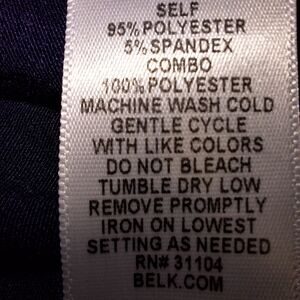 SELF
95% POLYESTER
5% SPANDEX
COMBO
100% POLYESTER
MACHINE WASH COLD
GENTLE CYCLE
WITH LIKE COLORS
DO NOT BLEACH
TUMBLE DRY LOW
REMOVE PROMPTLY
IRON ON LOWEST
SETTING AS NEEDED
RN# 31104
BELK.COM